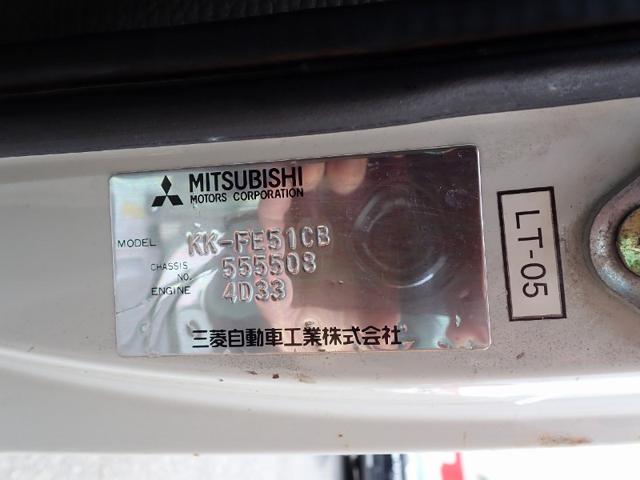 MITSUBISHI
MOTORS CORPORATION
MODEL KK-FE51CB
CHASSIS NO. 555508
ENGINE 4D33
三菱自動車工業株式会社
LT-05